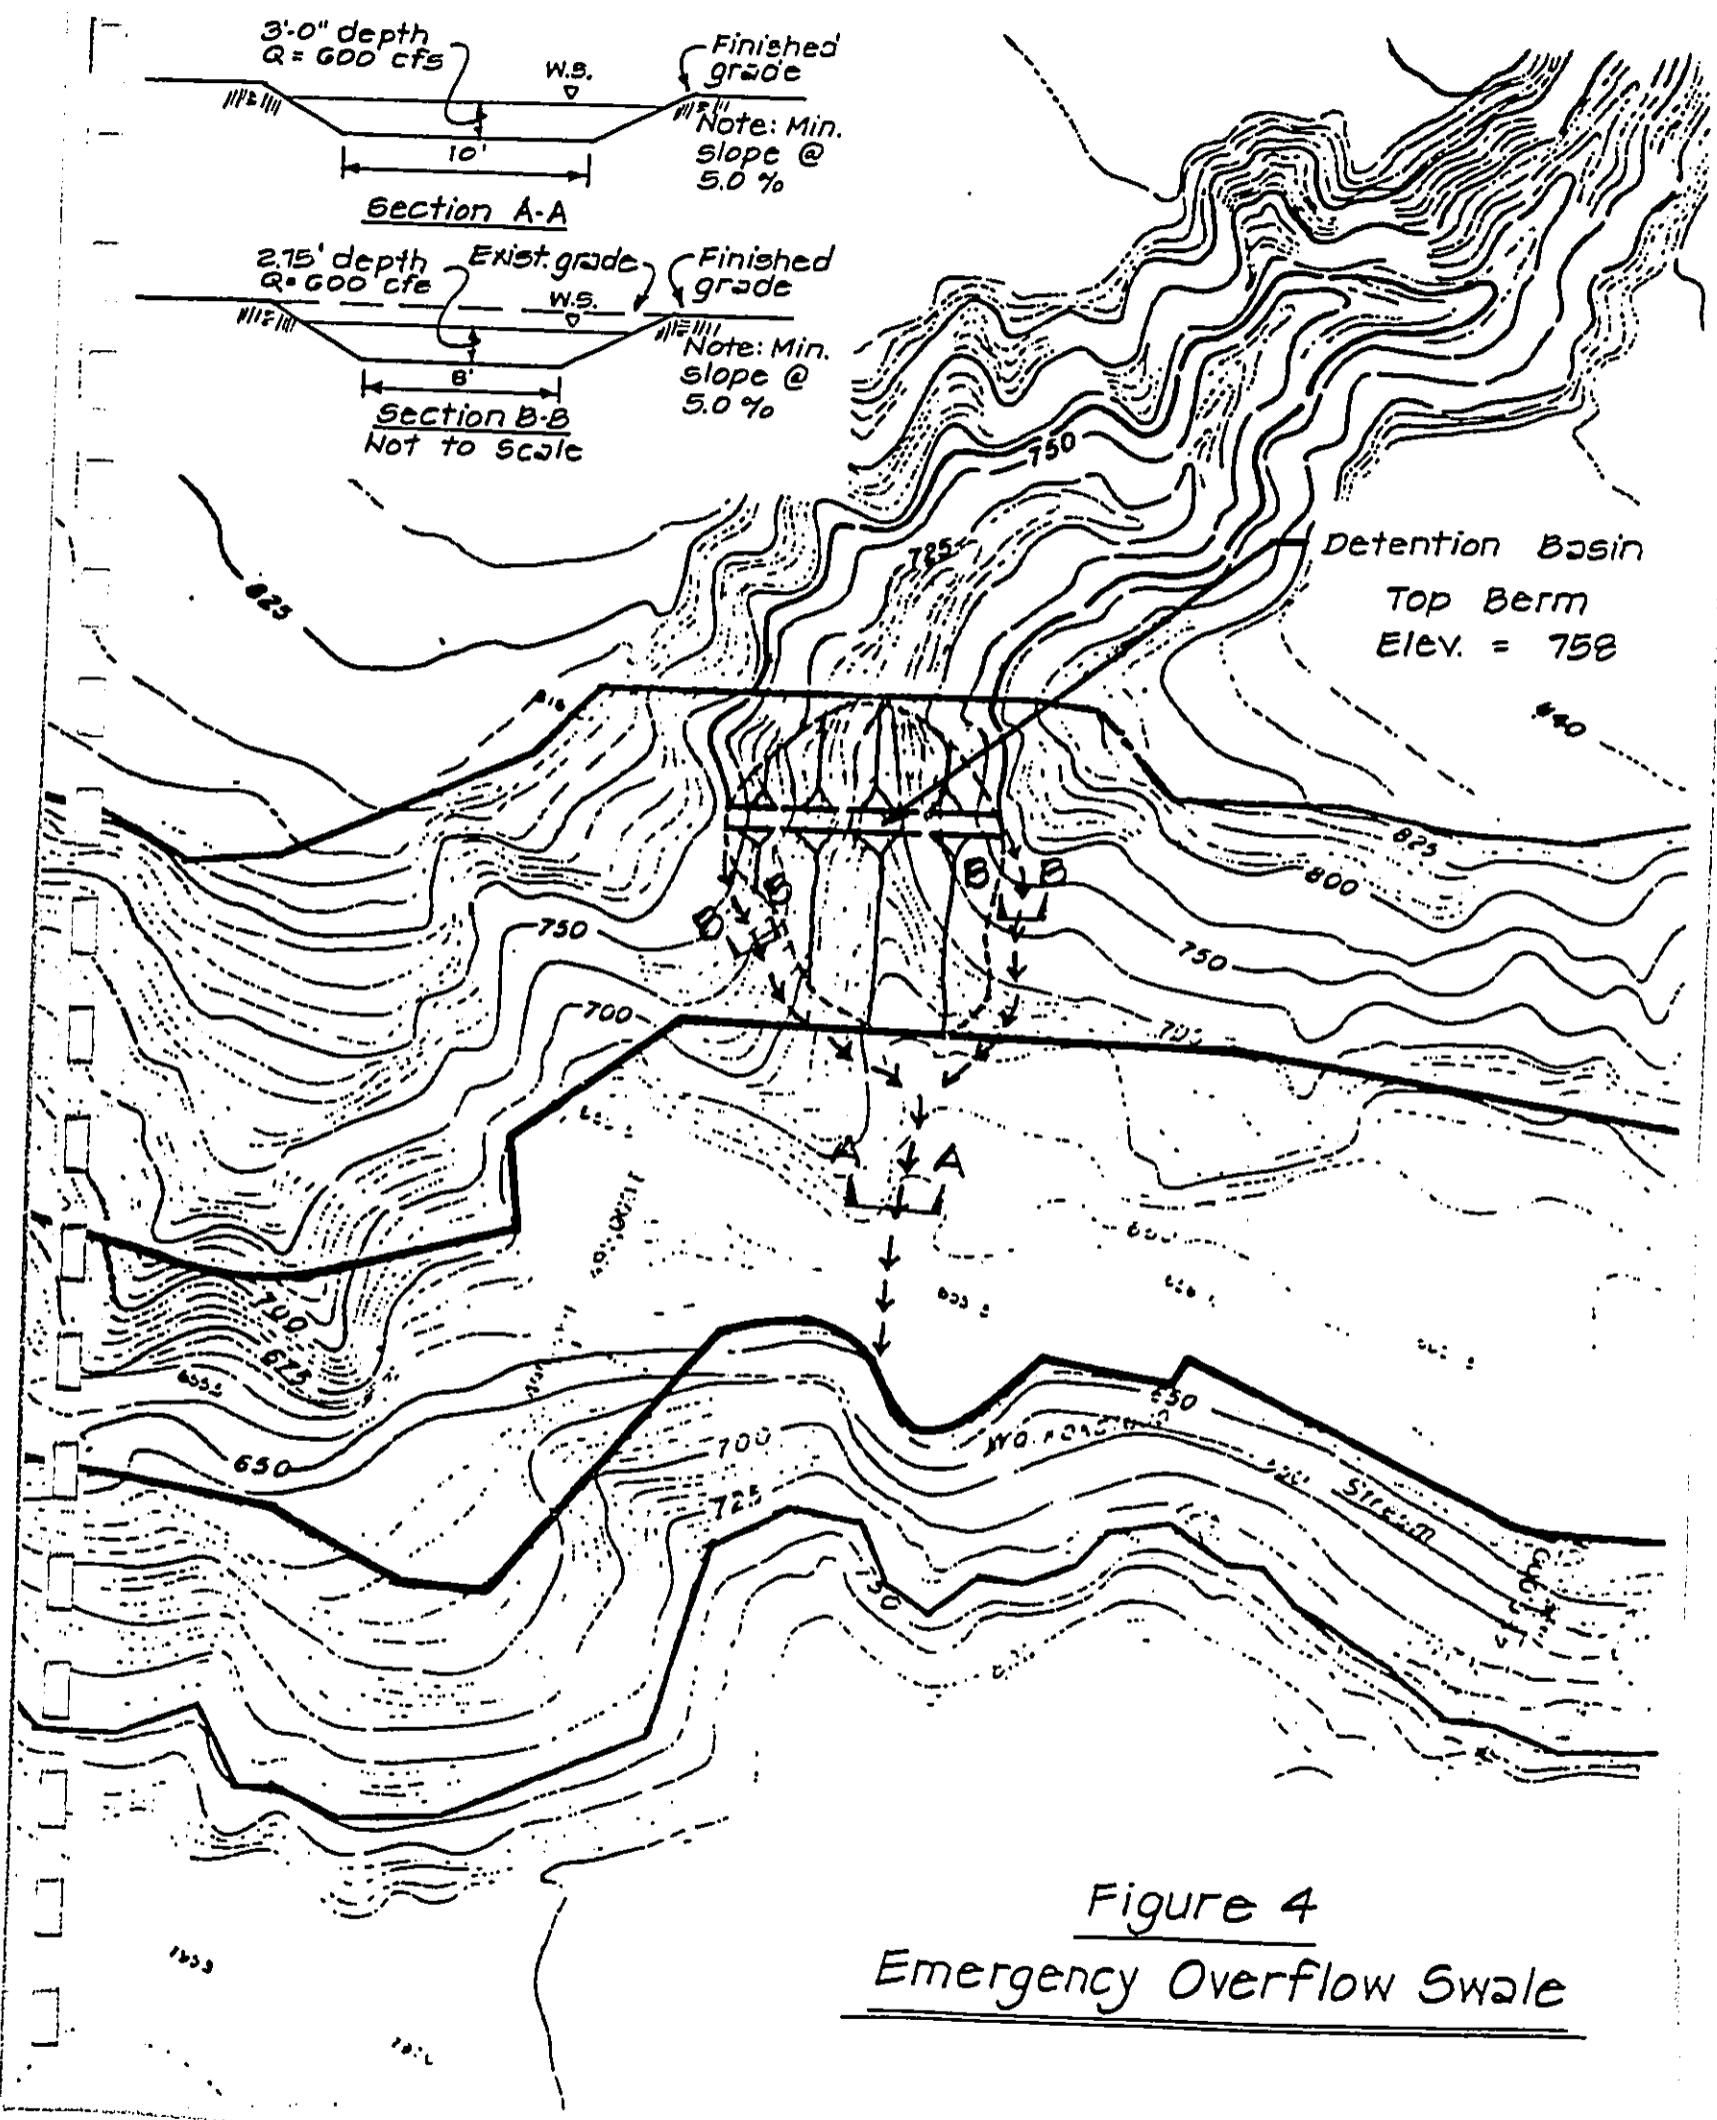 3'-0" depth
Q = 600 cfs
W.S.
Finished
grade
Note: Min.
slope @
5.0 %
10'
Section A-A
2.75' depth
Q = 600 cfs
Exist. grade
W.S.
Finished
grade
Note: Min.
slope @
5.0 %
8'
Section B-B
Not to Scale
750
725
825
Detention Basin
Top Berm
Elev. = 758
825
800
B
B
B
B
750
750
700
A
A
700
675
650
700
725
650
Stream
Figure 4
Emergency Overflow Swale